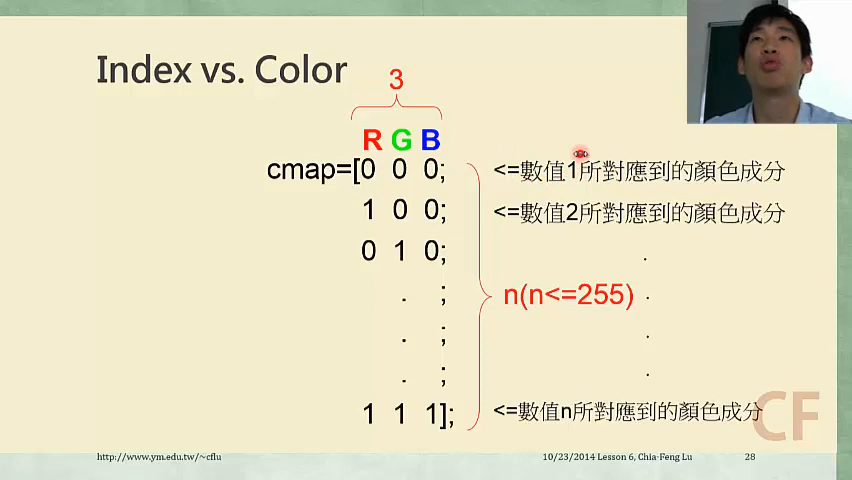 Index vs. Color
3
R G B
cmap=[0 0 0; <=數值1所對應到的顏色成分
1 0 0; <=數值2所對應到的顏色成分
0 1 0; .
. ; n(n<=255) .
. ; .
. ; .
1 1 1]; <=數值n所對應到的顏色成分
CF
http://www.ym.edu.tw/~cflu 10/23/2014 Lesson 6, Chia-Feng Lu 28